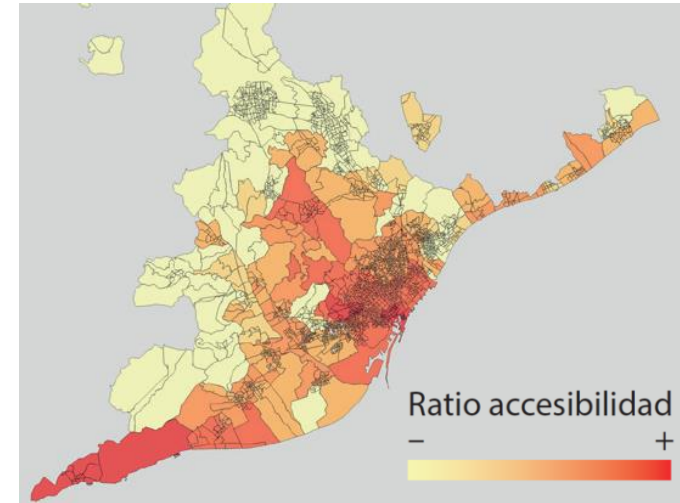 Ratio accesibilidad
– +